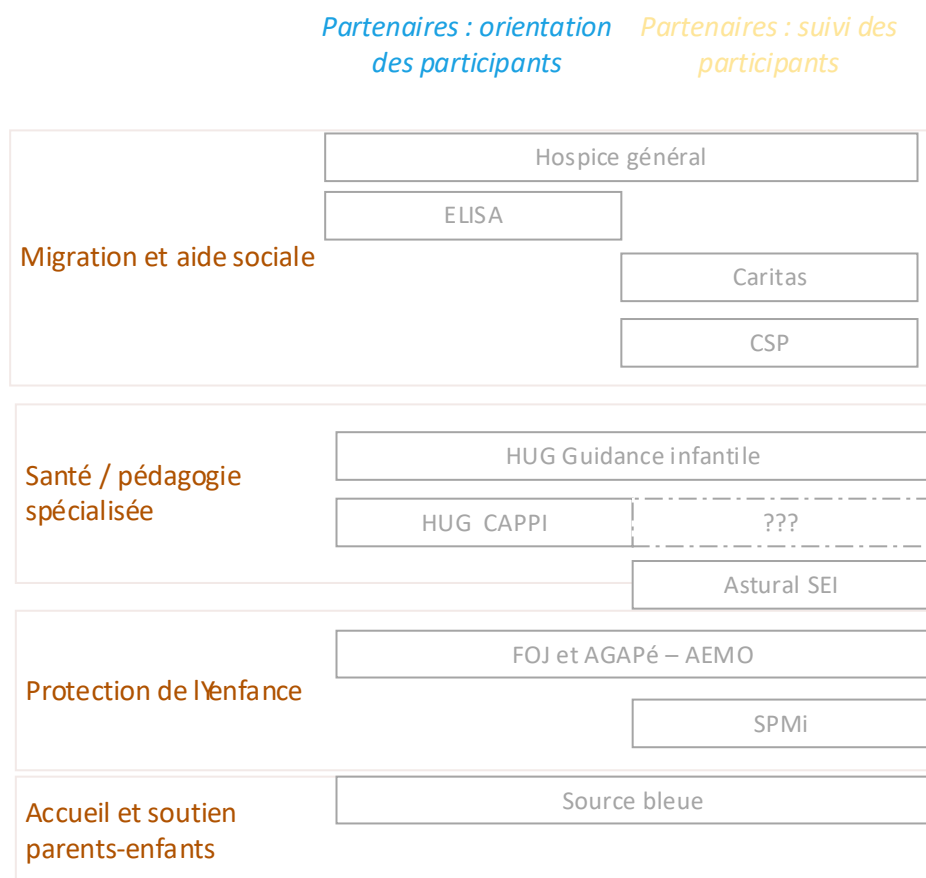 Partenaires : orientation
des participants
Partenaires : suivi des
participants
Hospice général
ELISA
Migration et aide sociale
Caritas
CSP
HUG Guidance infantile
Santé / pédagogie
spécialisée
HUG CAPPI
???
Astural SEI
FOJ et AGAPé – AEMO
Protection de l¥enfance
SPMi
Source bleue
Accueil et soutien
parents-enfants